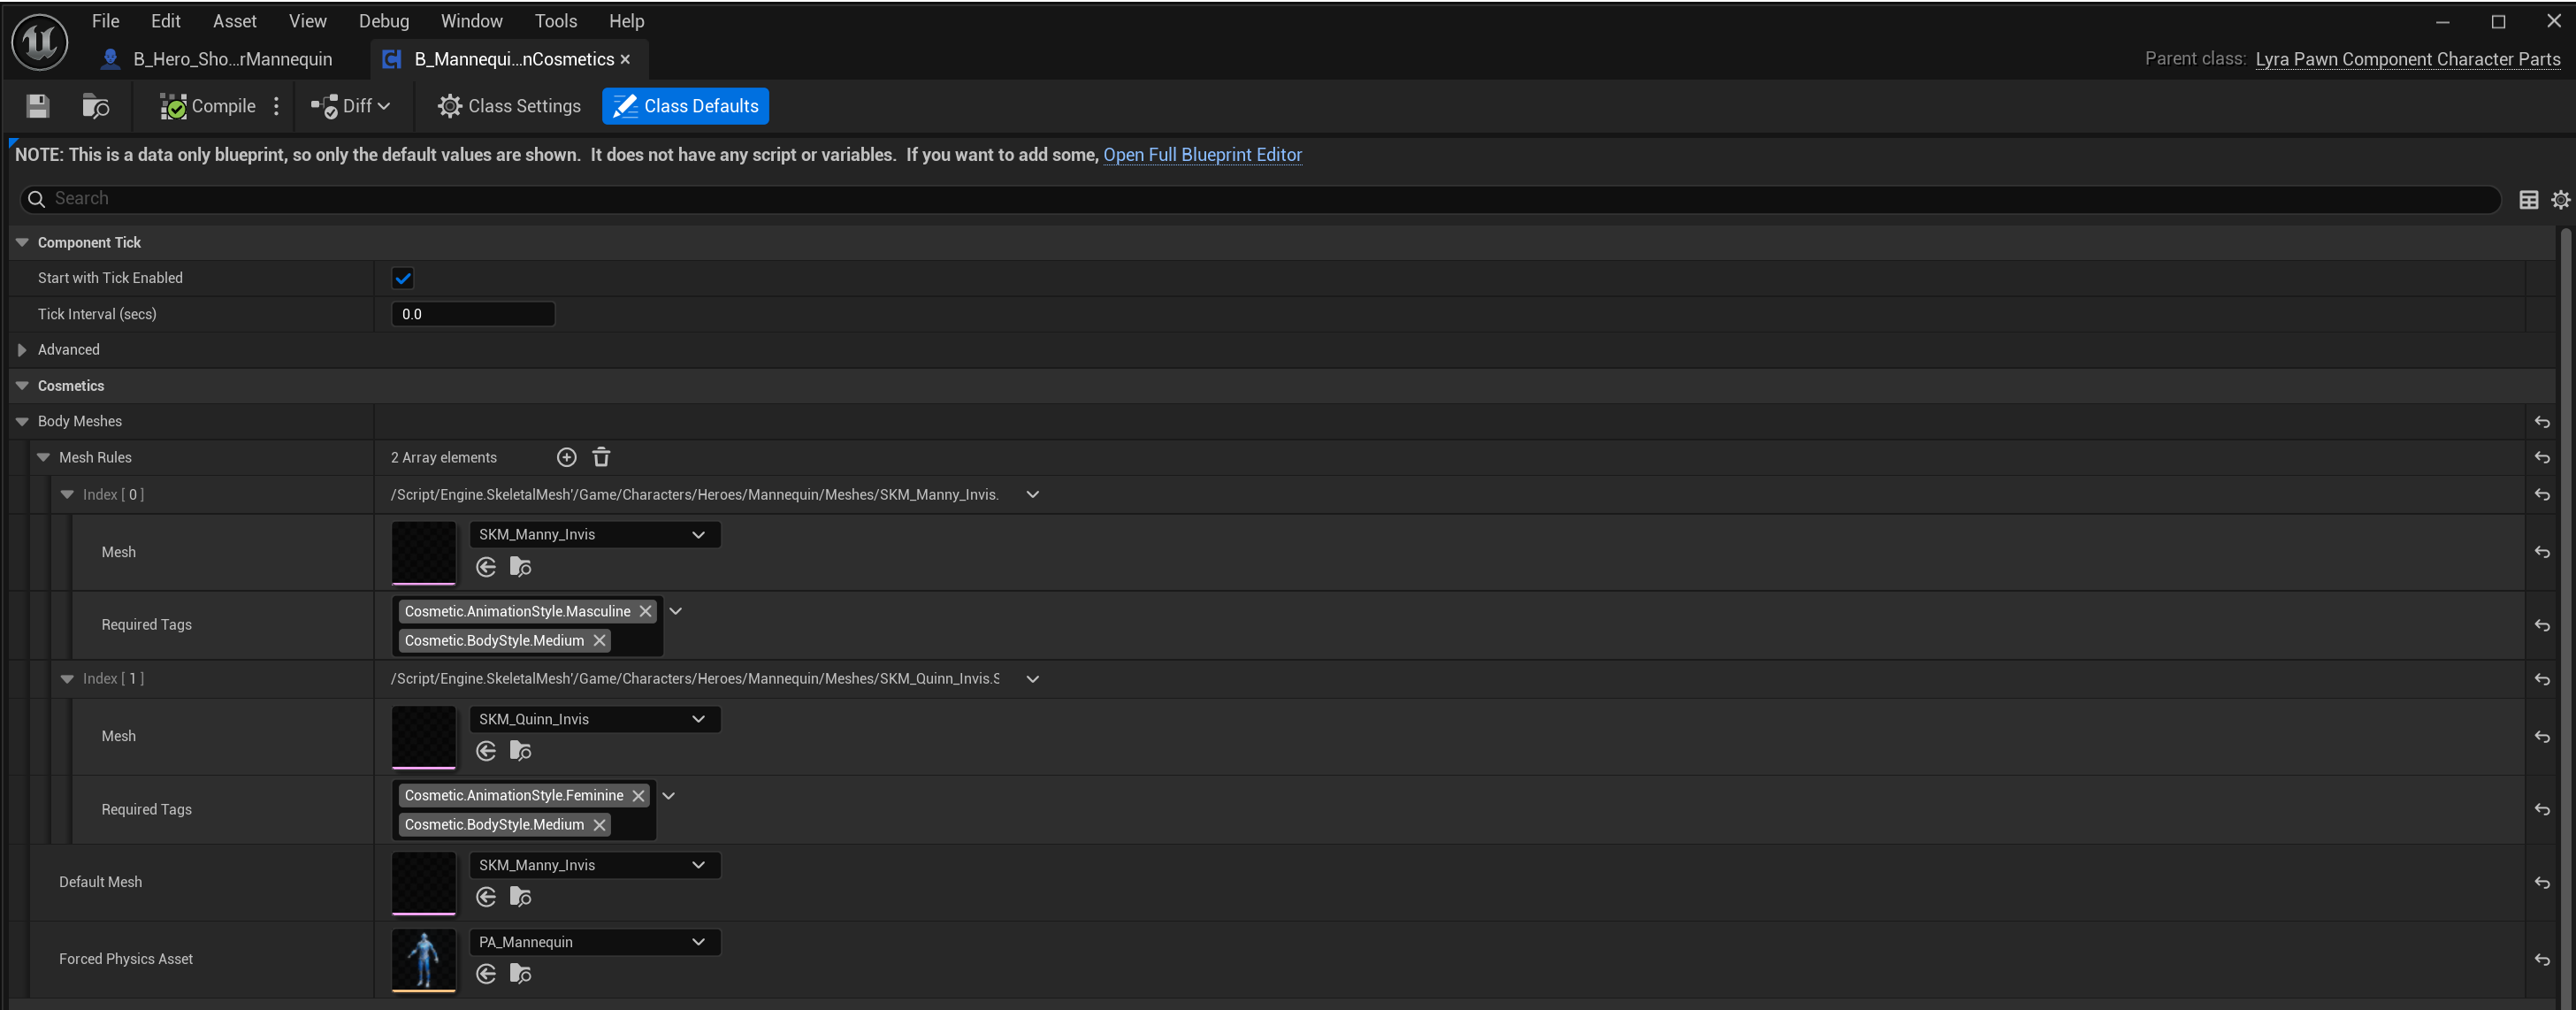 File Edit Asset View Debug Window Tools Help
B_Hero_Sho...rMannequin B_Mannequi...nCosmetics Parent class: Lyra Pawn Component Character Parts
Compile Diff Class Settings Class Defaults
NOTE: This is a data only blueprint, so only the default values are shown. It does not have any script or variables. If you want to add some, Open Full Blueprint Editor
Search
Component Tick
Start with Tick Enabled
Tick Interval (secs) 0.0
Advanced
Cosmetics
Body Meshes
Mesh Rules 2 Array elements
Index [ 0 ] /Script/Engine.SkeletalMesh'/Game/Characters/Heroes/Mannequin/Meshes/SKM_Manny_Invis.
SKM_Manny_Invis
Mesh
Cosmetic.AnimationStyle.Masculine
Required Tags
Cosmetic.BodyStyle.Medium
Index [ 1 ] /Script/Engine.SkeletalMesh'/Game/Characters/Heroes/Mannequin/Meshes/SKM_Quinn_Invis.S
SKM_Quinn_Invis
Mesh
Cosmetic.AnimationStyle.Feminine
Required Tags
Cosmetic.BodyStyle.Medium
SKM_Manny_Invis
Default Mesh
PA_Mannequin
Forced Physics Asset